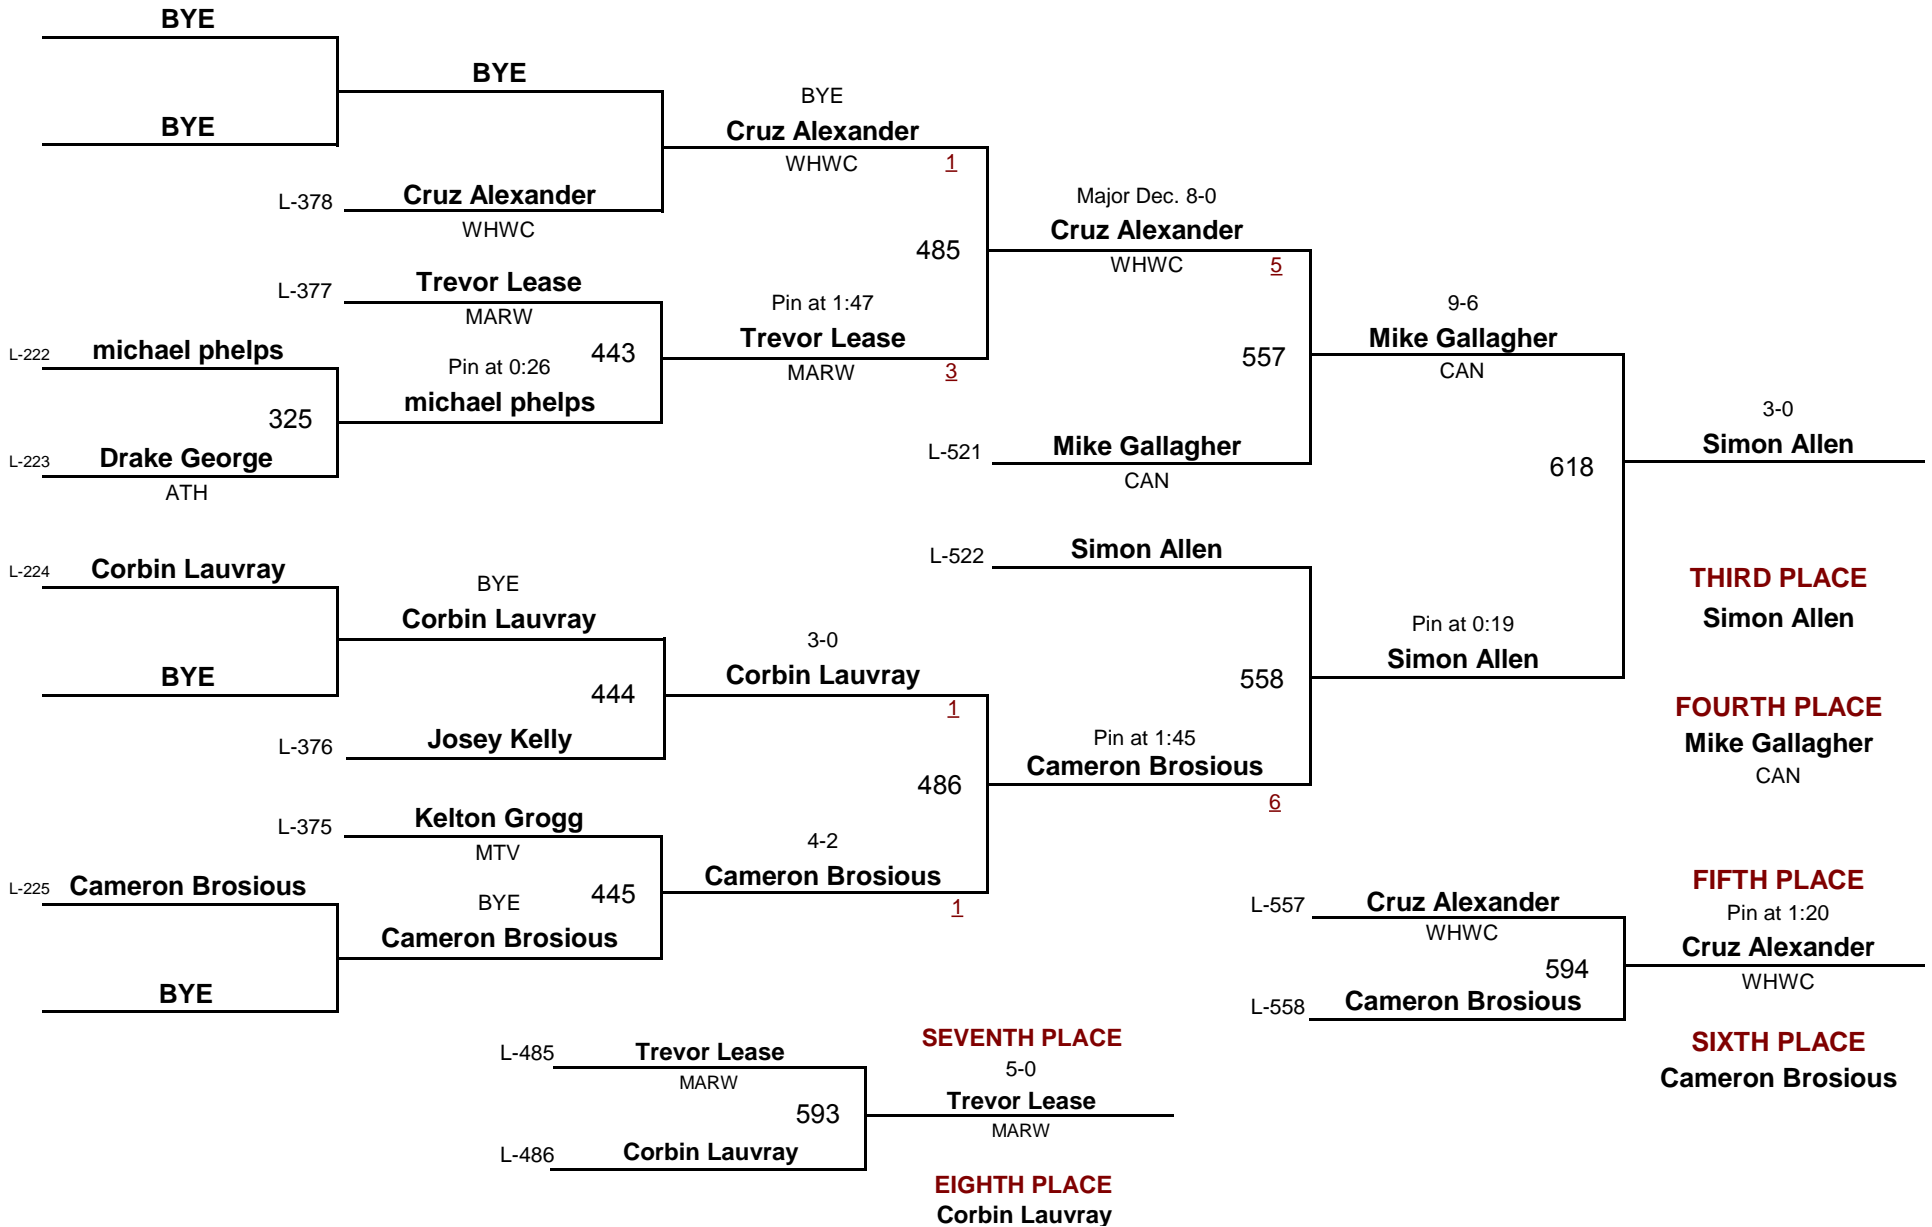 BYE
BYE
BYE
BYE
Cruz Alexander
WHWC
1
L-378
Cruz Alexander
WHWC
Major Dec. 8-0
Cruz Alexander
WHWC
5
485
L-377
Trevor Lease
MARW
Pin at 1:47
Trevor Lease
MARW
3
9-6
Mike Gallagher
CAN
L-222
michael phelps
443
Pin at 0:26
michael phelps
557
325
3-0
Simon Allen
L-223
Drake George
ATH
L-521
Mike Gallagher
CAN
618
L-522
Simon Allen
L-224
Corbin Lauvray
BYE
Corbin Lauvray
THIRD PLACE
Simon Allen
3-0
Corbin Lauvray
1
Pin at 0:19
Simon Allen
BYE
444
558
FOURTH PLACE
Mike Gallagher
CAN
L-376
Josey Kelly
Pin at 1:45
Cameron Brosious
6
486
L-375
Kelton Grogg
MTV
4-2
Cameron Brosious
1
L-225
Cameron Brosious
445
BYE
Cameron Brosious
L-557
Cruz Alexander
WHWC
FIFTH PLACE
Pin at 1:20
Cruz Alexander
WHWC
594
BYE
L-558
Cameron Brosious
SIXTH PLACE
Cameron Brosious
L-485
Trevor Lease
MARW
SEVENTH PLACE
5-0
Trevor Lease
MARW
593
L-486
Corbin Lauvray
EIGHTH PLACE
Corbin Lauvray